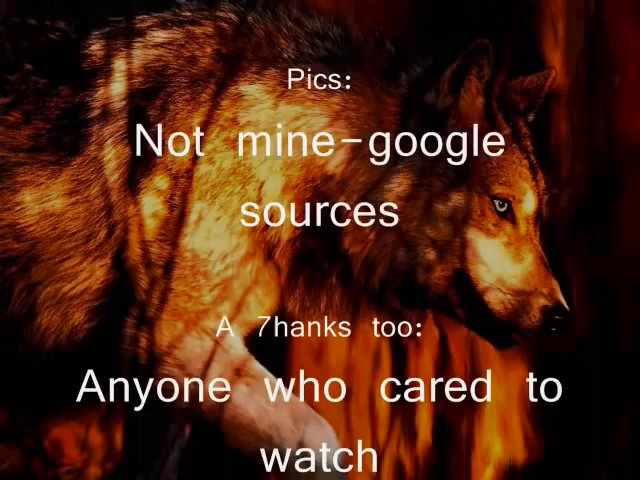 Pics:
Not mine-google
sources
A 7hanks too:
Anyone who cared to
watch